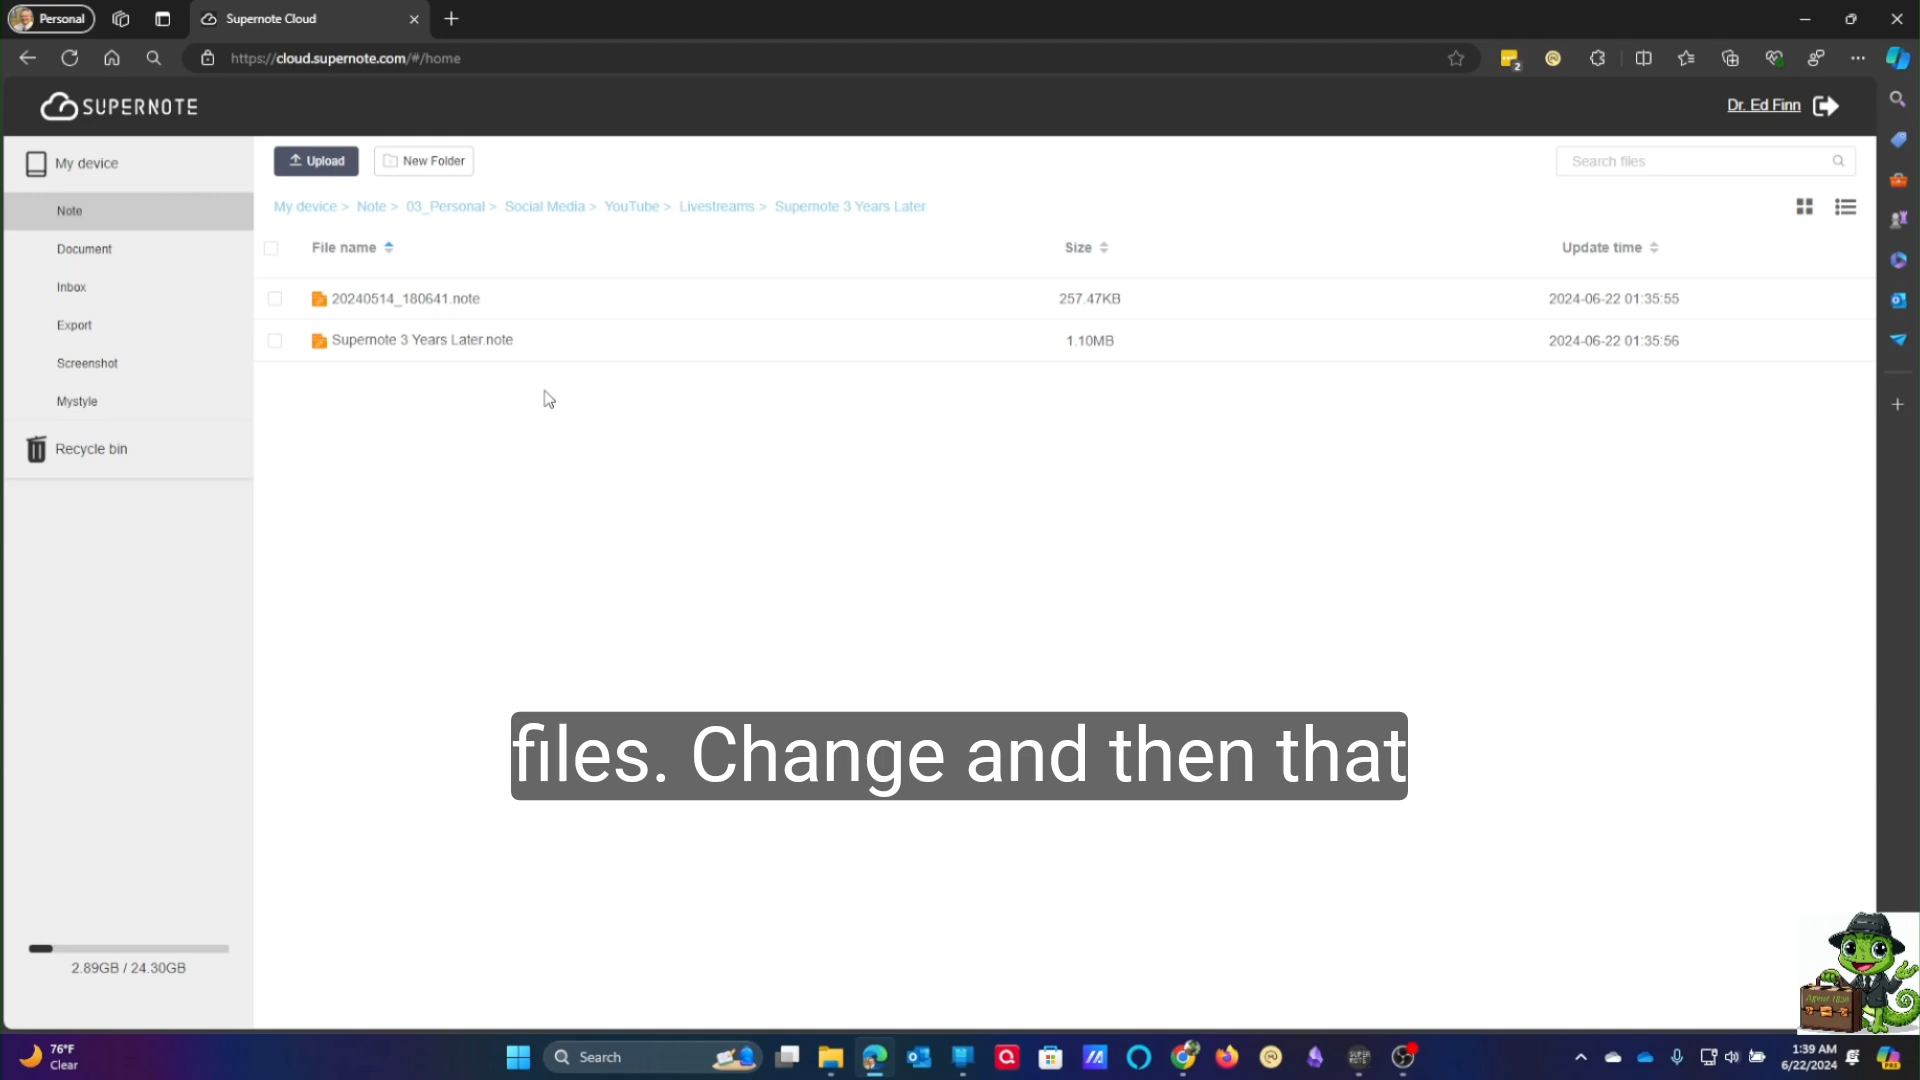 Personal
Supernote Cloud
https://cloud.supernote.com/#/home
2
SUPERNOTE
Dr. Ed Finn
My device
Upload
New Folder
Search files
Note
My device > Note > 03_Personal > Social Media > YouTube > Livestreams > Supernote 3 Years Later
Document
File name
Size
Update time
Inbox
20240514_180641.note
257.47KB
2024-06-22 01:35:55
Export
Supernote 3 Years Later.note
1.10MB
2024-06-22 01:35:56
Screenshot
Mystyle
Recycle bin
files. Change and then that
2.89GB / 24.30GB
76°F
Clear
Search
SUPER
NOTE
1:39 AM
6/22/2024
PRE